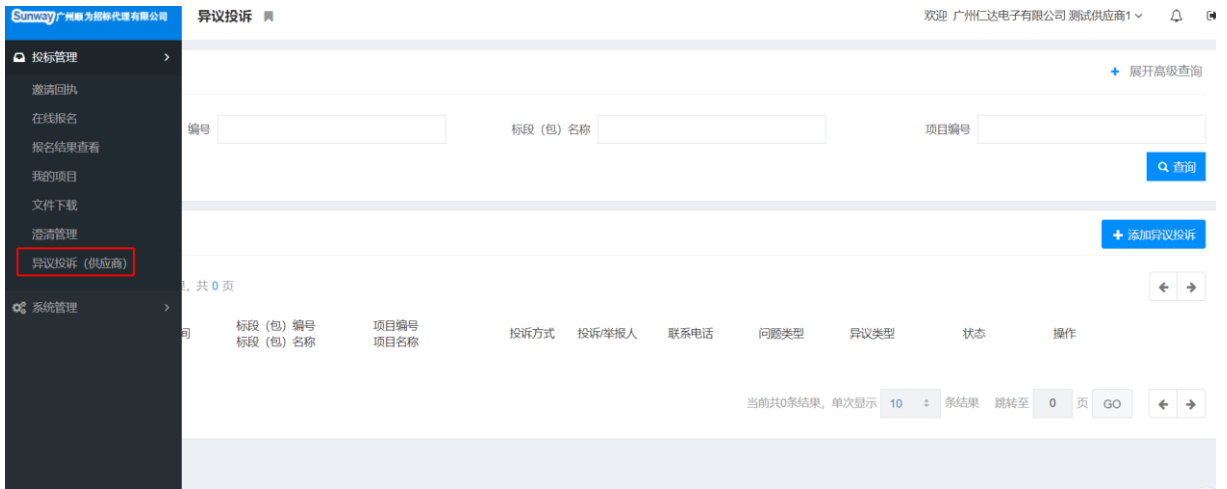 Sunway广州顺为招标代理有限公司
异议投诉
欢迎 广州仁达电子有限公司 测试供应商1
投标管理
邀请回执
在线报名
报名结果查看
我的项目
文件下载
澄清管理
异议投诉（供应商）
系统管理
+ 展开高级查询
编号
标段（包）名称
项目编号
查询
+ 添加异议投诉
, 共 0 页
间
标段（包）编号
标段（包）名称
项目编号
项目名称
投诉方式 投诉/举报人 联系电话 问题类型 异议类型 状态 操作
当前共0条结果, 单次显示 10 条结果 跳转至 0 页 GO